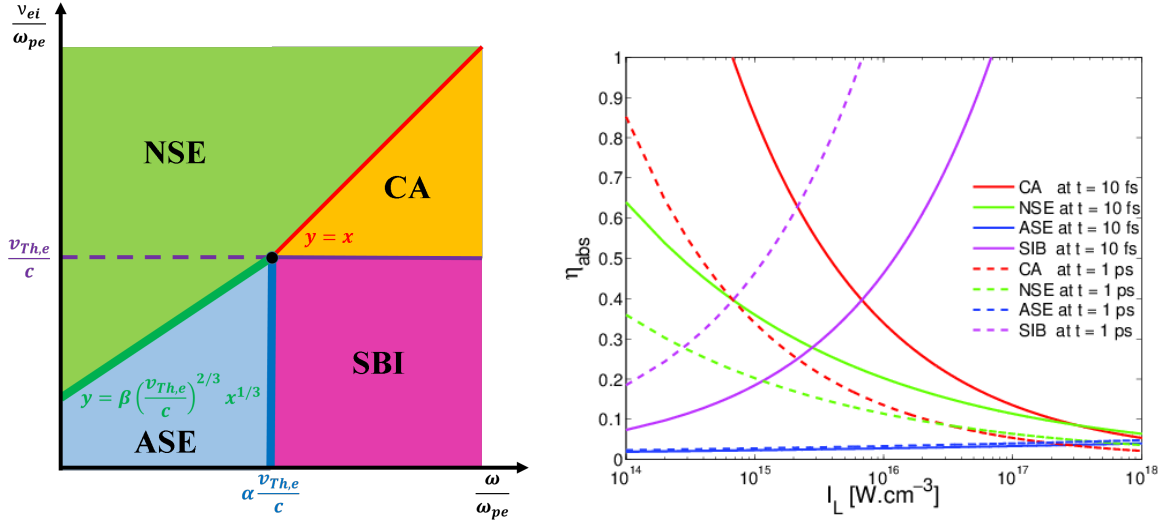 ν_ei/ω_pe
NSE
CA
y = x
v_Th,e/c
SBI
y = β (v_Th,e/c)^2/3 x^1/3
ASE
α v_Th,e/c
ω/ω_pe
1
0.9
0.8
0.7
0.6
0.5
0.4
0.3
0.2
0.1
0
η_abs
CA at t = 10 fs
NSE at t = 10 fs
ASE at t = 10 fs
SIB at t = 10 fs
CA at t = 1 ps
NSE at t = 1 ps
ASE at t = 1 ps
SIB at t = 1 ps
10^14 10^15 10^16 10^17 10^18
I_L [W.cm^−3]